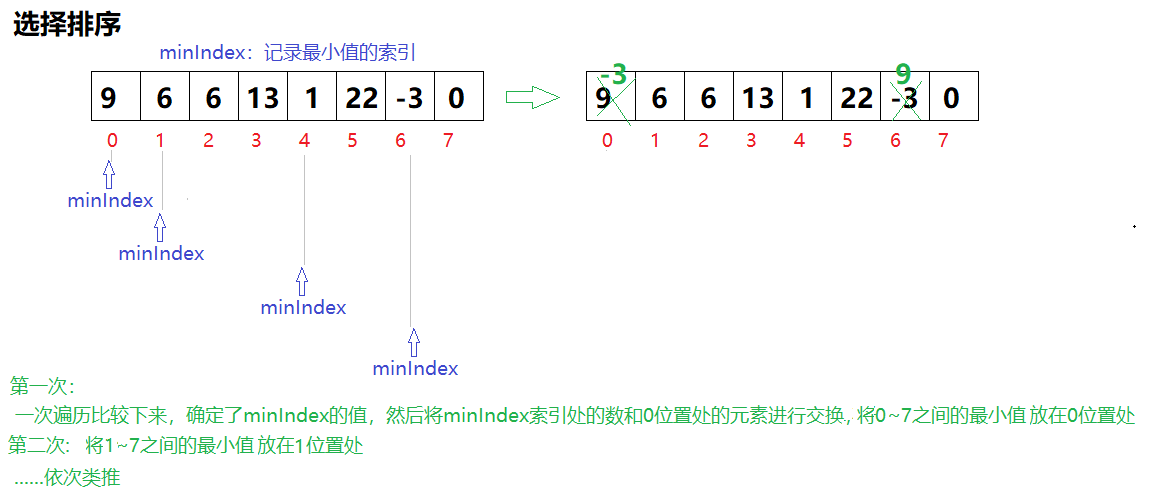 选择排序
minIndex：记录最小值的索引
-3 9
9 6 6 13 1 22 -3 0 9 6 6 13 1 22 -3 0
0 1 2 3 4 5 6 7 0 1 2 3 4 5 6 7
minIndex
minIndex
minIndex
minIndex
第一次：
一次遍历比较下来，确定了minIndex的值，然后将minIndex索引处的数和0位置处的元素进行交换, 将0~7之间的最小值 放在0位置处
第二次: 将1~7之间的最小值 放在1位置处
......依次类推